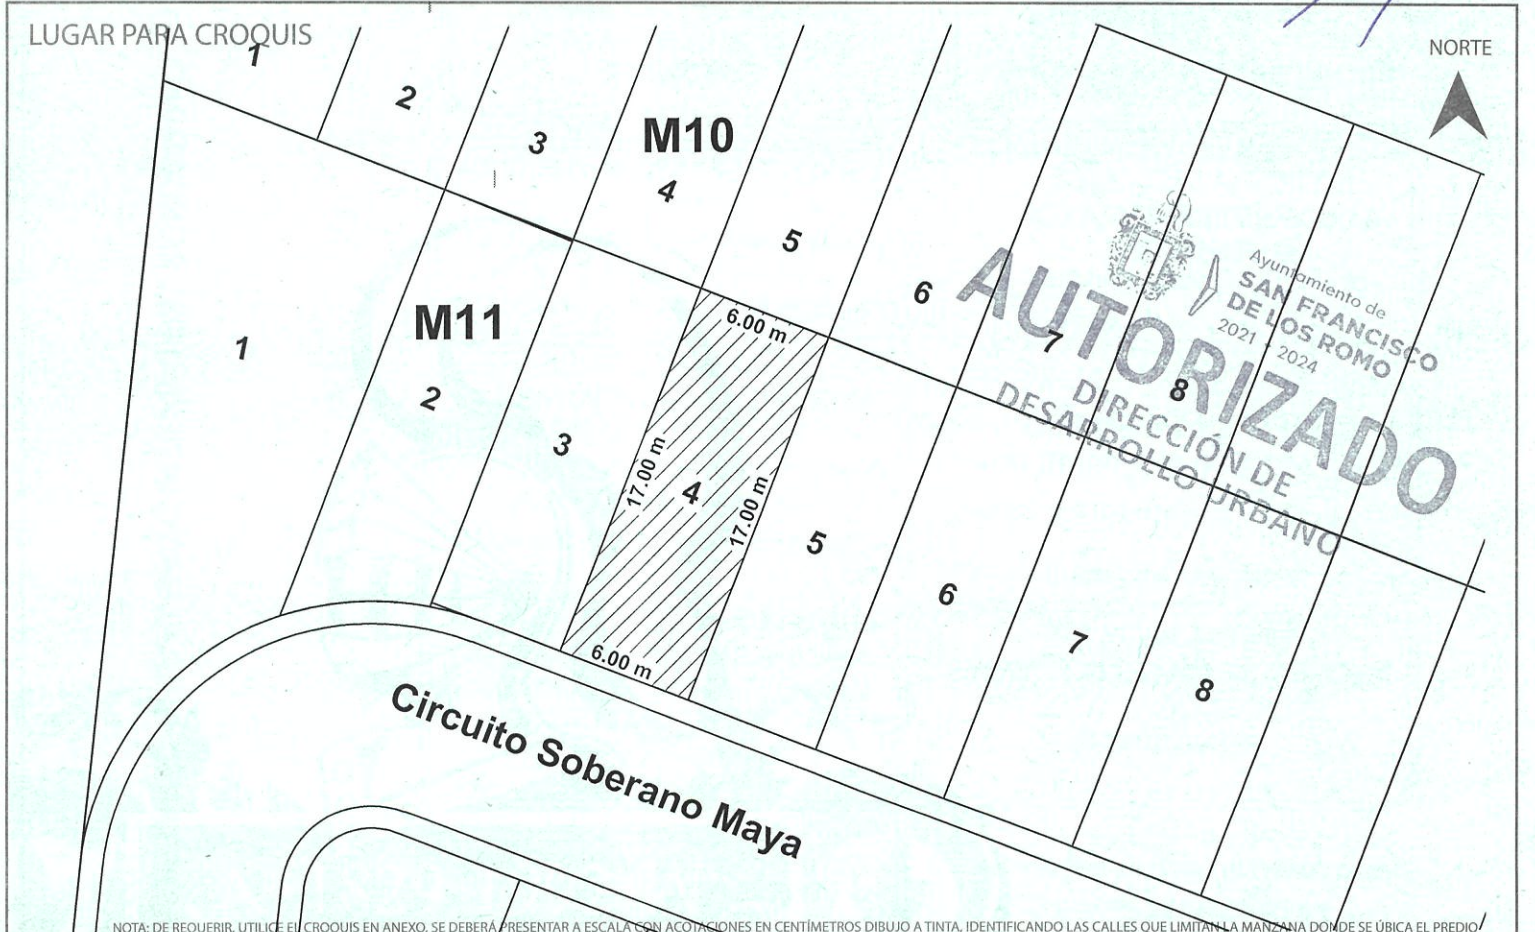 LUGAR PARA CROQUIS
NORTE
1
2
3
M10
4
5
6
7
8
Ayuntamiento de
SAN FRANCISCO
DE LOS ROMO
2021 - 2024
AUTORIZADO
DIRECCIÓN DE
DESARROLLO URBANO
1
M11
2
3
6.00 m
17.00 m
4
17.00 m
6.00 m
5
6
7
8
Circuito Soberano Maya
NOTA: DE REQUERIR, UTILICE EL CROQUIS EN ANEXO. SE DEBERÁ PRESENTAR A ESCALA CON ACOTACIONES EN CENTÍMETROS DIBUJO A TINTA, IDENTIFICANDO LAS CALLES QUE LIMITAN LA MANZANA DONDE SE ÚBICA EL PREDIO